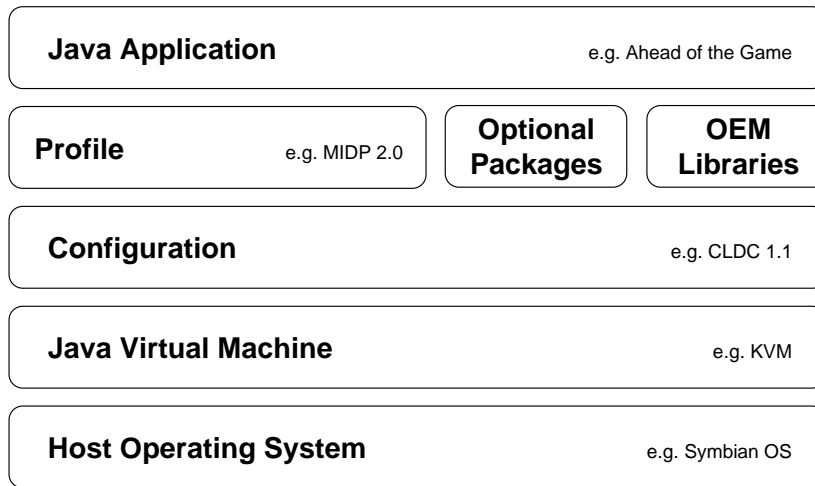 Java Application e.g. Ahead of the Game
Profile e.g. MIDP 2.0
Optional
Packages
OEM
Libraries
Configuration e.g. CLDC 1.1
Java Virtual Machine e.g. KVM
Host Operating System e.g. Symbian OS